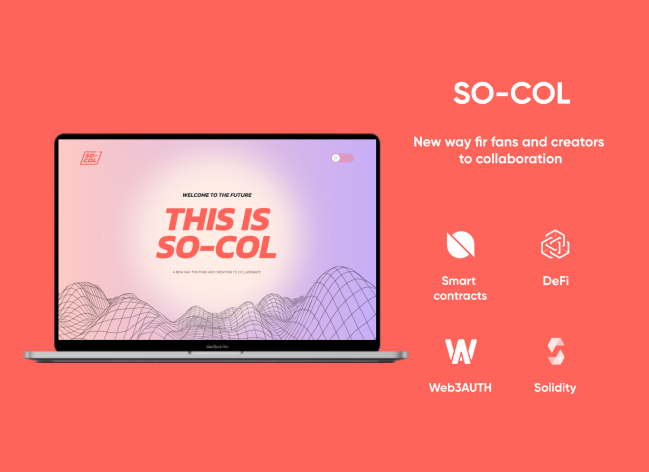 SO-COL
New way fir fans and creators
to collaboration
SO-
COL
WELCOME TO THE FUTURE
THIS IS
SO-COL
A NEW WAY FOR FANS AND CREATORS TO COLLABORATE
MacBook Pro
Smart
contracts
DeFi
Web3AUTH
Solidity